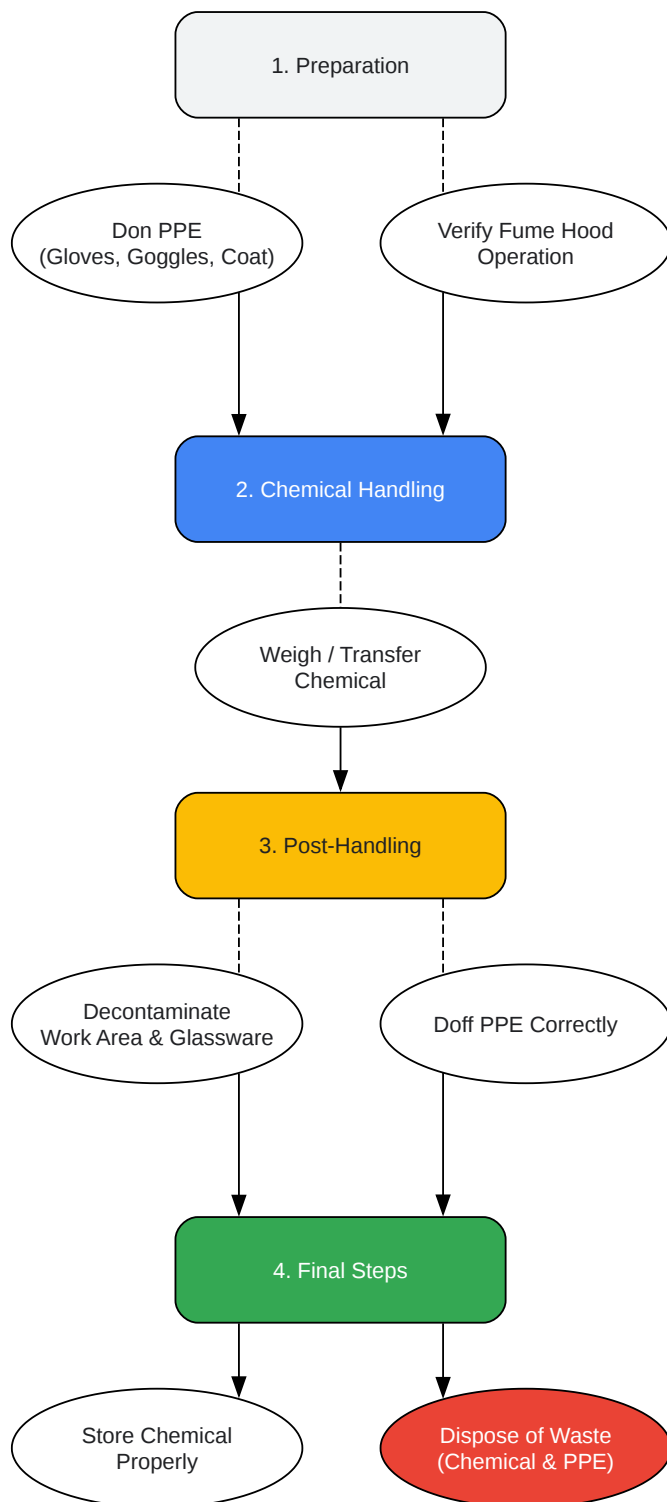 1. Preparation
Don PPE
(Gloves, Goggles, Coat)
Verify Fume Hood
Operation
2. Chemical Handling
Weigh / Transfer
Chemical
3. Post-Handling
Decontaminate
Work Area & Glassware
Doff PPE Correctly
4. Final Steps
Store Chemical
Properly
Dispose of Waste
(Chemical & PPE)